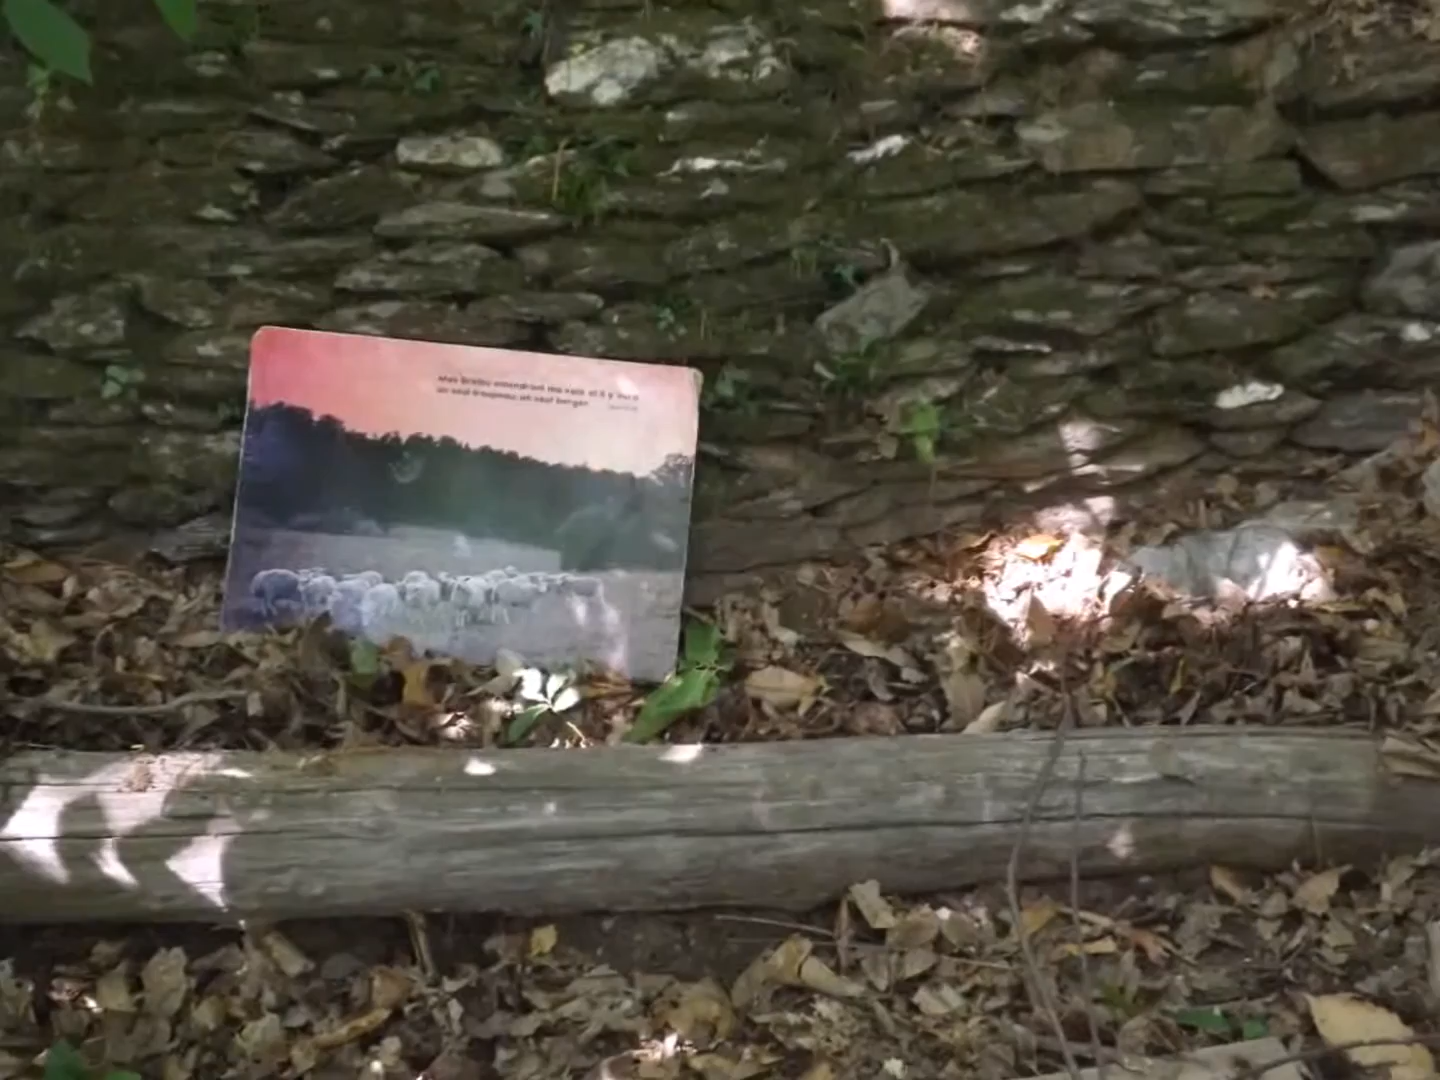 Mes brebis entendront ma voix et il y aura
un seul troupeau, un seul berger.